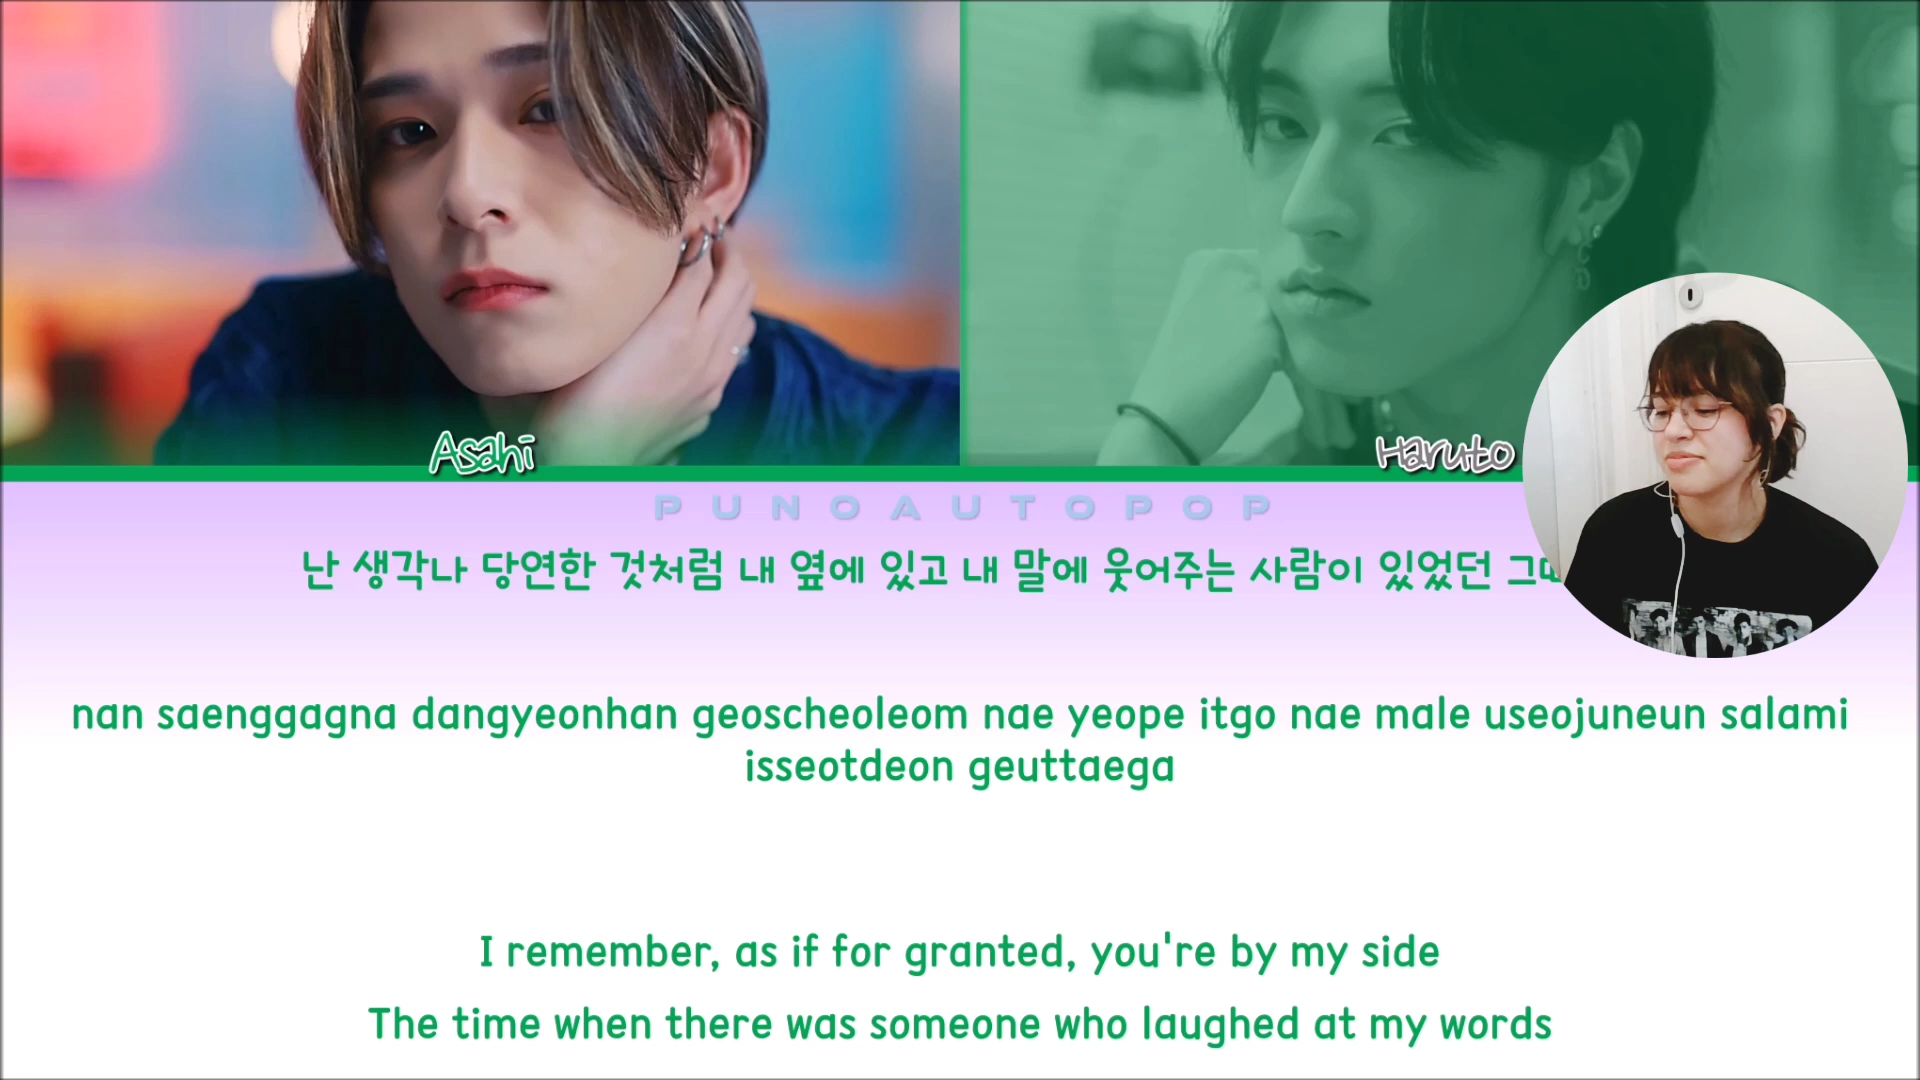 Asahi
Haruto
PUNOAUTOPOP
난 생각나 당연한 것처럼 내 옆에 있고 내 말에 웃어주는 사람이 있었던
nan saenggagna dangyeonhan geoscheoleom nae yeope itgo nae male useojuneun salami
isseotdeon geuttaega
I remember, as if for granted, you're by my side
The time when there was someone who laughed at my words